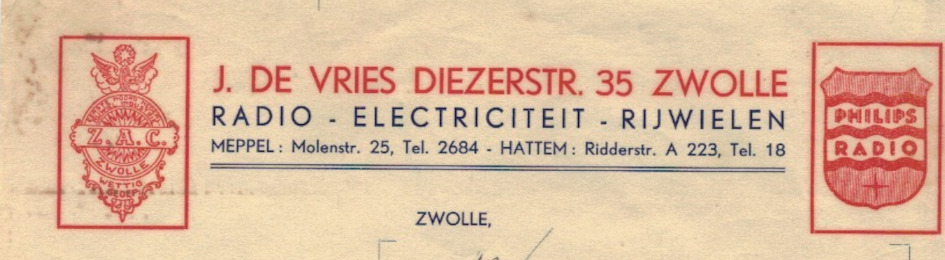 J. DE VRIES DIEZERSTR. 35 ZWOLLE
RADIO - ELECTRICITEIT - RIJWIELEN
MEPPEL: Molenstr. 25, Tel. 2684 - HATTEM: Ridderstr. A 223, Tel. 18
Z.A.C.
ZWOLLE
WETTIG
GEDEP.
PHILIPS
RADIO
ZWOLLE,